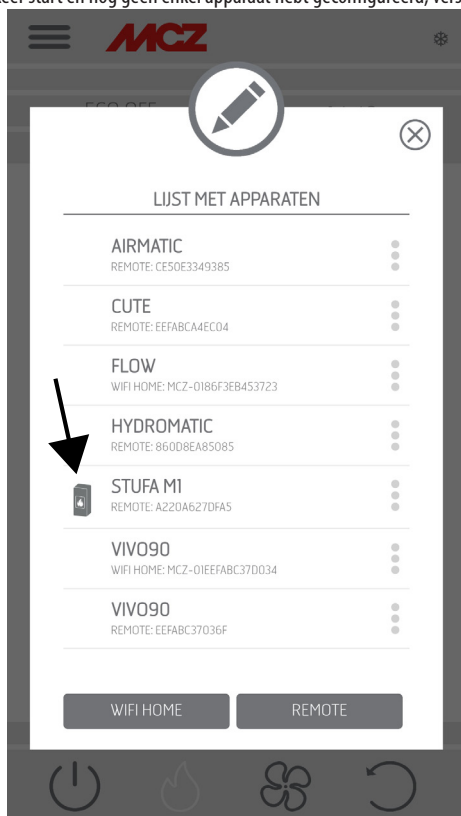 MCZ
LIJST MET APPARATEN
AIRMATIC
REMOTE: CE50E3349385
CUTE
REMOTE: EEFABCA4EC04
FLOW
WIFI HOME: MCZ-0186F3EB453723
HYDROMATIC
REMOTE: 860D8EA85085
STUFA M1
REMOTE: A220A627DFA5
VIVO90
WIFI HOME: MCZ-01EEFABC37D034
VIVO90
REMOTE: EEFABC37036F
WIFI HOME
REMOTE